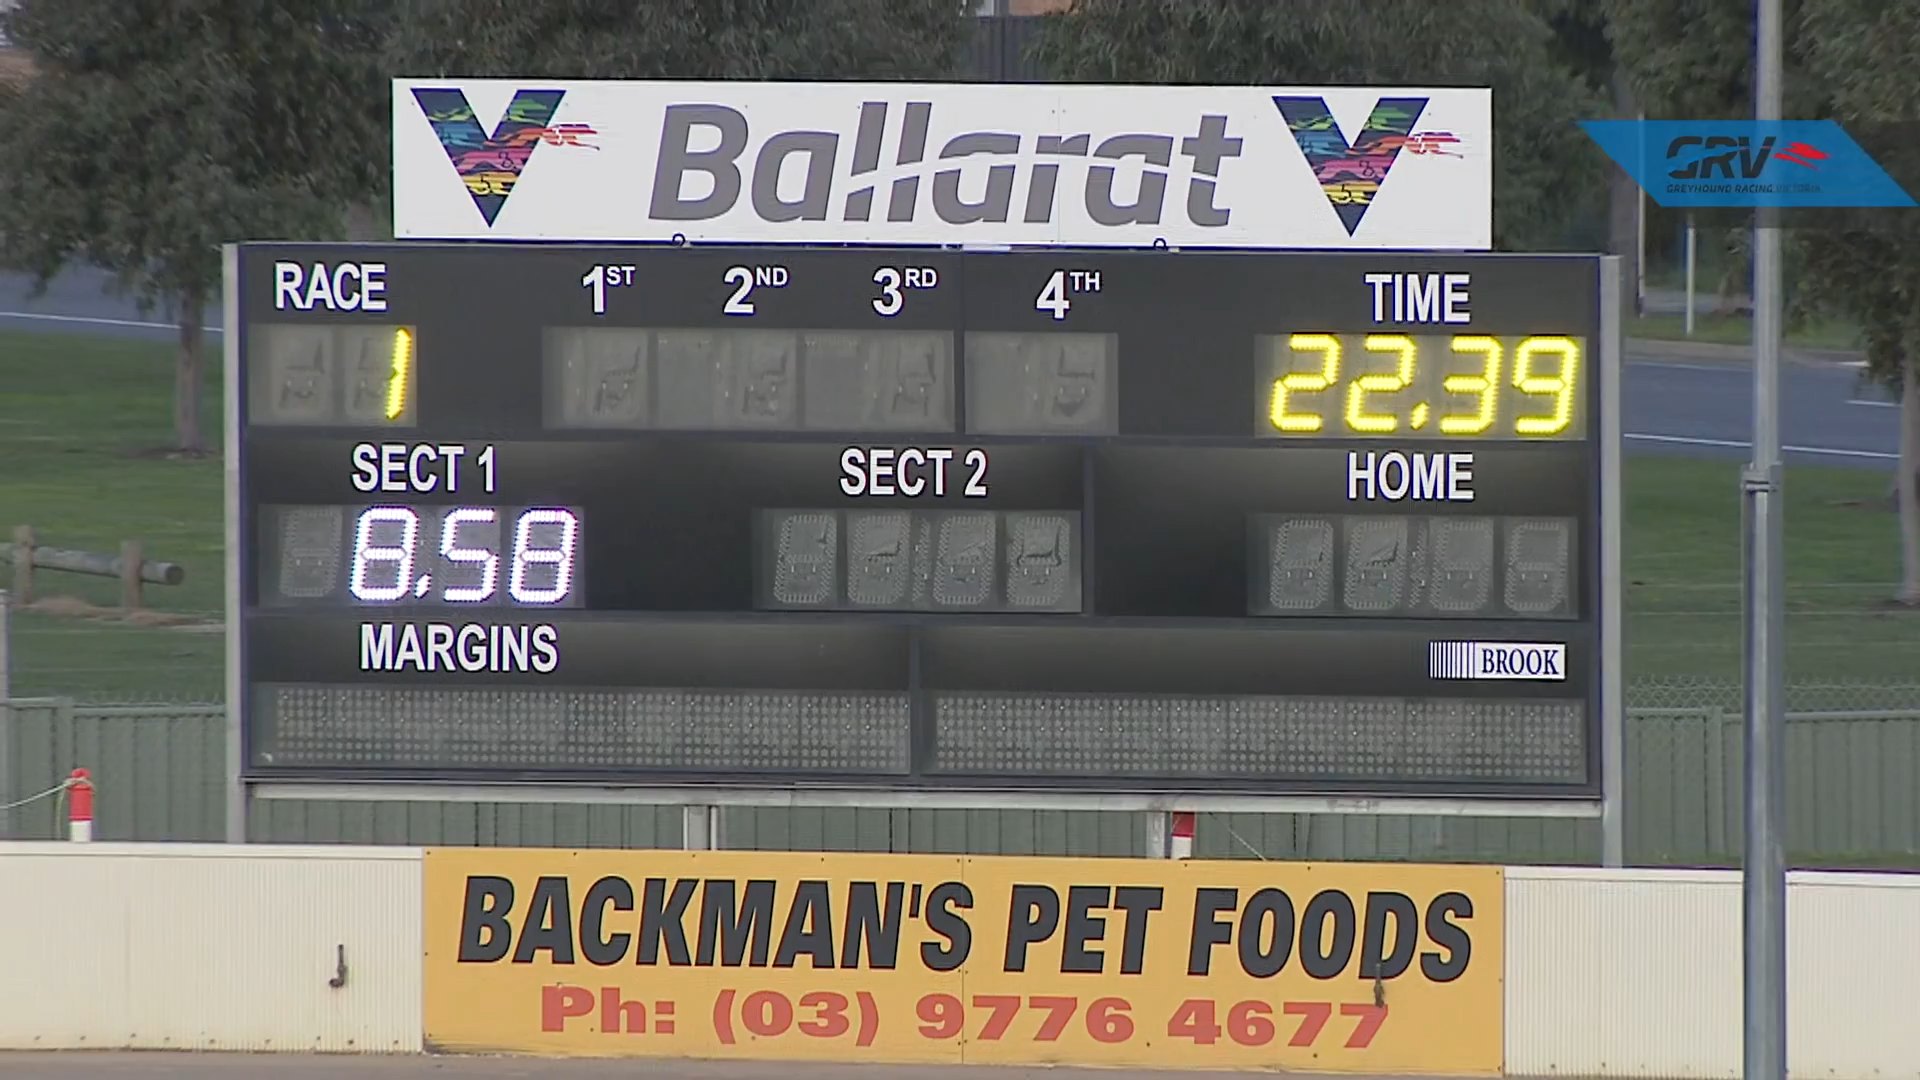 Ballarat
GRV
GREYHOUND RACING VICTORIA
RACE 1ST 2ND 3RD 4TH TIME
1 22.39
SECT 1 SECT 2 HOME
8.58
MARGINS
BROOK
BACKMAN'S PET FOODS
Ph: (03) 9776 4677